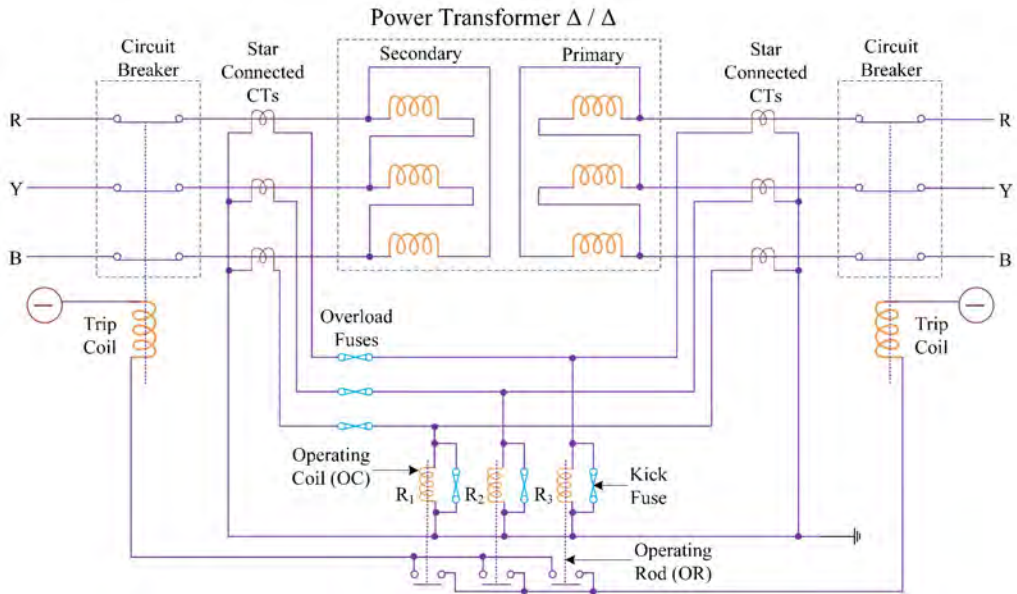 Power Transformer Δ / Δ
Circuit
Breaker
Star
Connected
CTs
Secondary
Primary
Star
Connected
CTs
Circuit
Breaker
R
R
Y
Y
B
B
Trip
Coil
Overload
Fuses
Trip
Coil
Operating
Coil (OC)
R1
R2
R3
Kick
Fuse
Operating
Rod (OR)